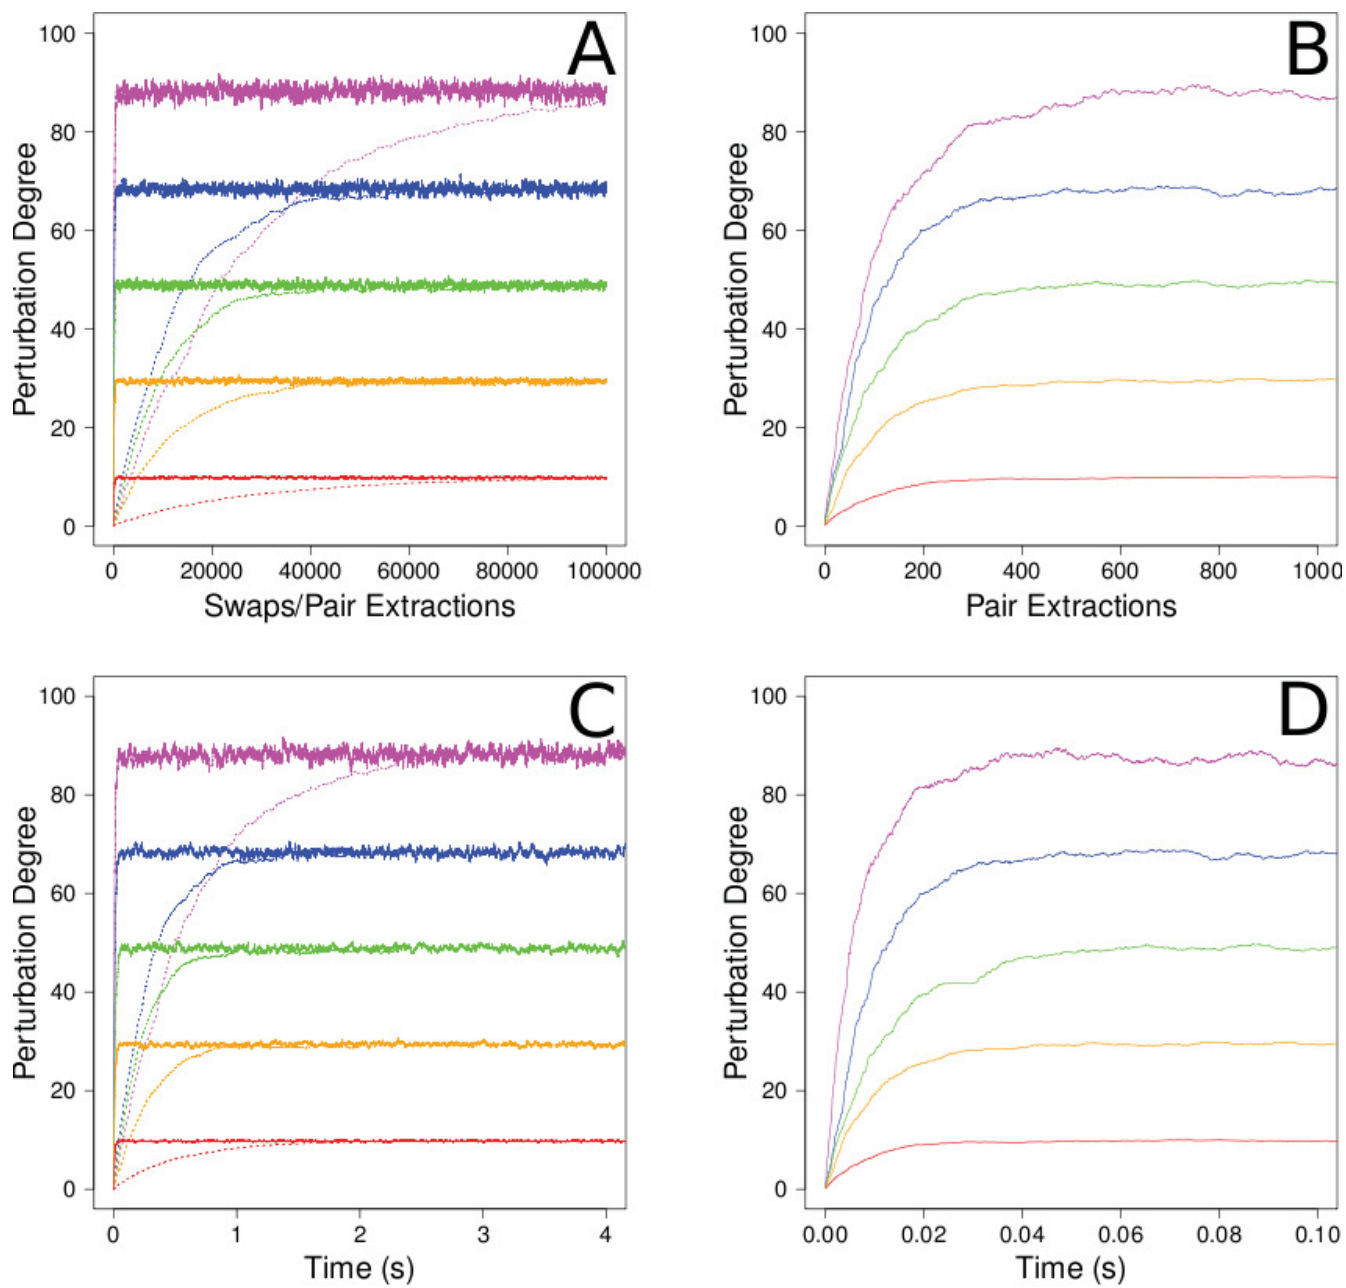 A
Perturbation Degree
100
80
60
40
20
0
0 20000 40000 60000 80000 100000
Swaps/Pair Extractions
B
Perturbation Degree
100
80
60
40
20
0
0 200 400 600 800 1000
Pair Extractions
C
Perturbation Degree
100
80
60
40
20
0
0 1 2 3 4
Time (s)
D
Perturbation Degree
100
80
60
40
20
0
0.00 0.02 0.04 0.06 0.08 0.10
Time (s)